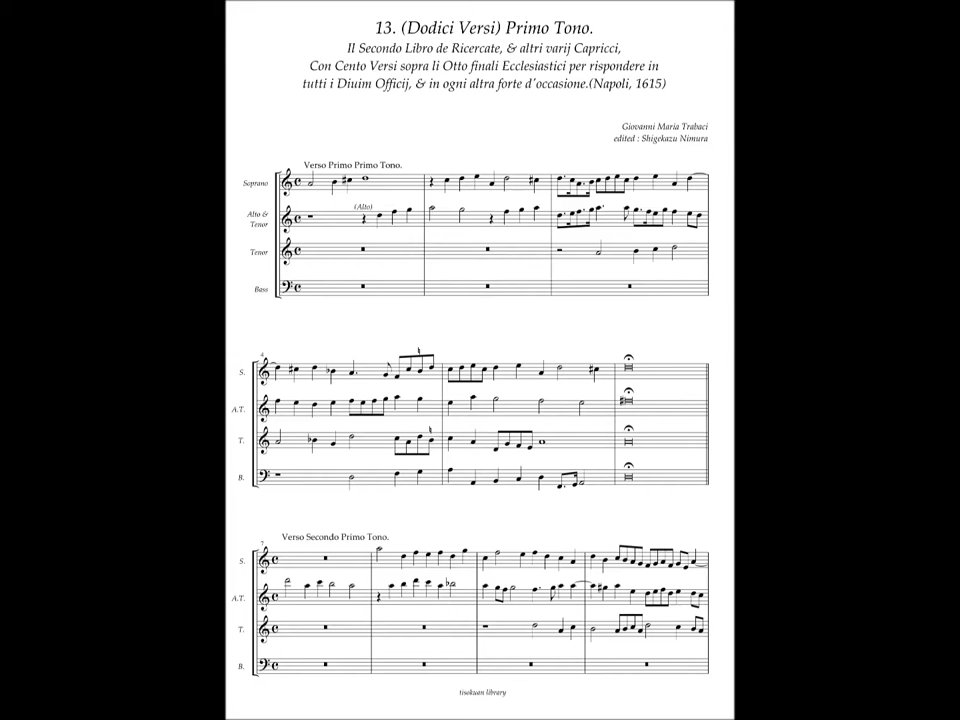 13. (Dodici Versi) Primo Tono.
Il Secondo Libro de Ricercate, & altri varij Capricci,
Con Cento Versi sopra li Otto finali Ecclesiastici per rispondere in
tutti i Diuim Officij, & in ogni altra forte d'occasione.(Napoli, 1615)
Giovanni Maria Trabaci
edited : Shigekazu Nimura
Verso Primo Primo Tono.
Soprano
(Alto)
Alto &
Tenor
Tenor
Bass
4
S.
A.T.
T.
B.
Verso Secondo Primo Tono.
7
S.
A.T.
T.
B.
tisekuan library